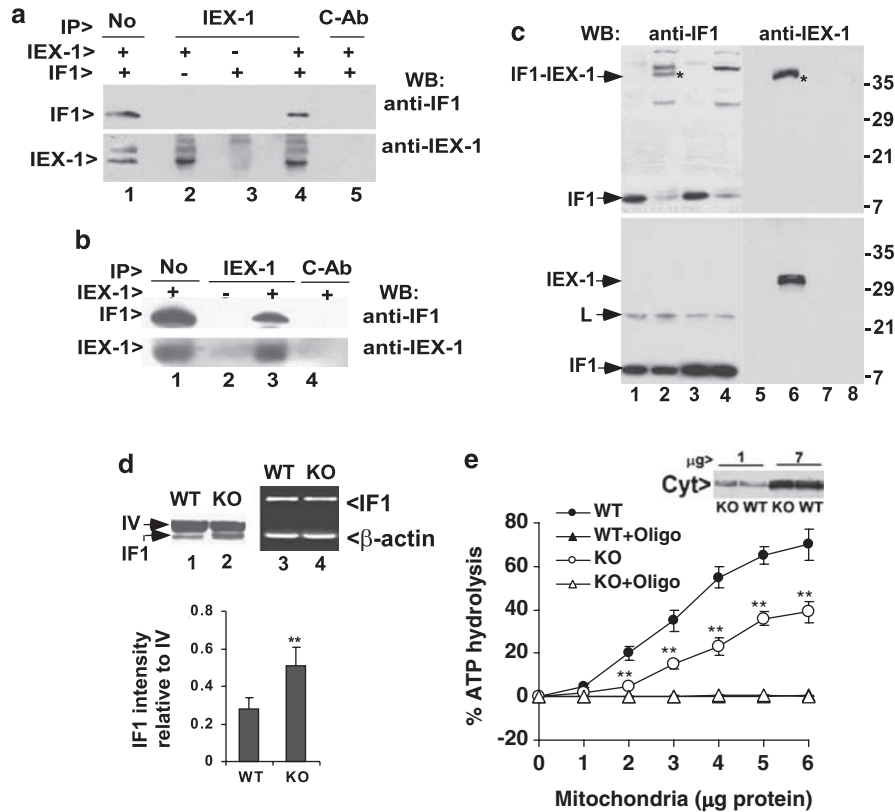 a
IP> No IEX-1 C-Ab
IEX-1> + + - + +
IF1> + - + + +
WB:
IF1> anti-IF1
IEX-1> anti-IEX-1
1 2 3 4 5
b
IP> No IEX-1 C-Ab
IEX-1> + - + + WB:
IF1> anti-IF1
IEX-1> anti-IEX-1
1 2 3 4
c
WB: anti-IF1 anti-IEX-1
IF1-IEX-1 * * -35
-29
-21
IF1 -7
-35
IEX-1 -29
L -21
IF1 -7
1 2 3 4 5 6 7 8
d
WT KO WT KO
IV <IF1
IF1 <β-actin
1 2 3 4
IF1 intensity
relative to IV
0.8
0.6
0.4
0.2
0
**
WT KO
e
μg> 1 7
Cyt>
KO WT KO WT
WT
WT+Oligo
KO
KO+Oligo
% ATP hydrolysis
80
60
40
20
0
-20
** ** ** ** **
0 1 2 3 4 5 6
Mitochondria (μg protein)